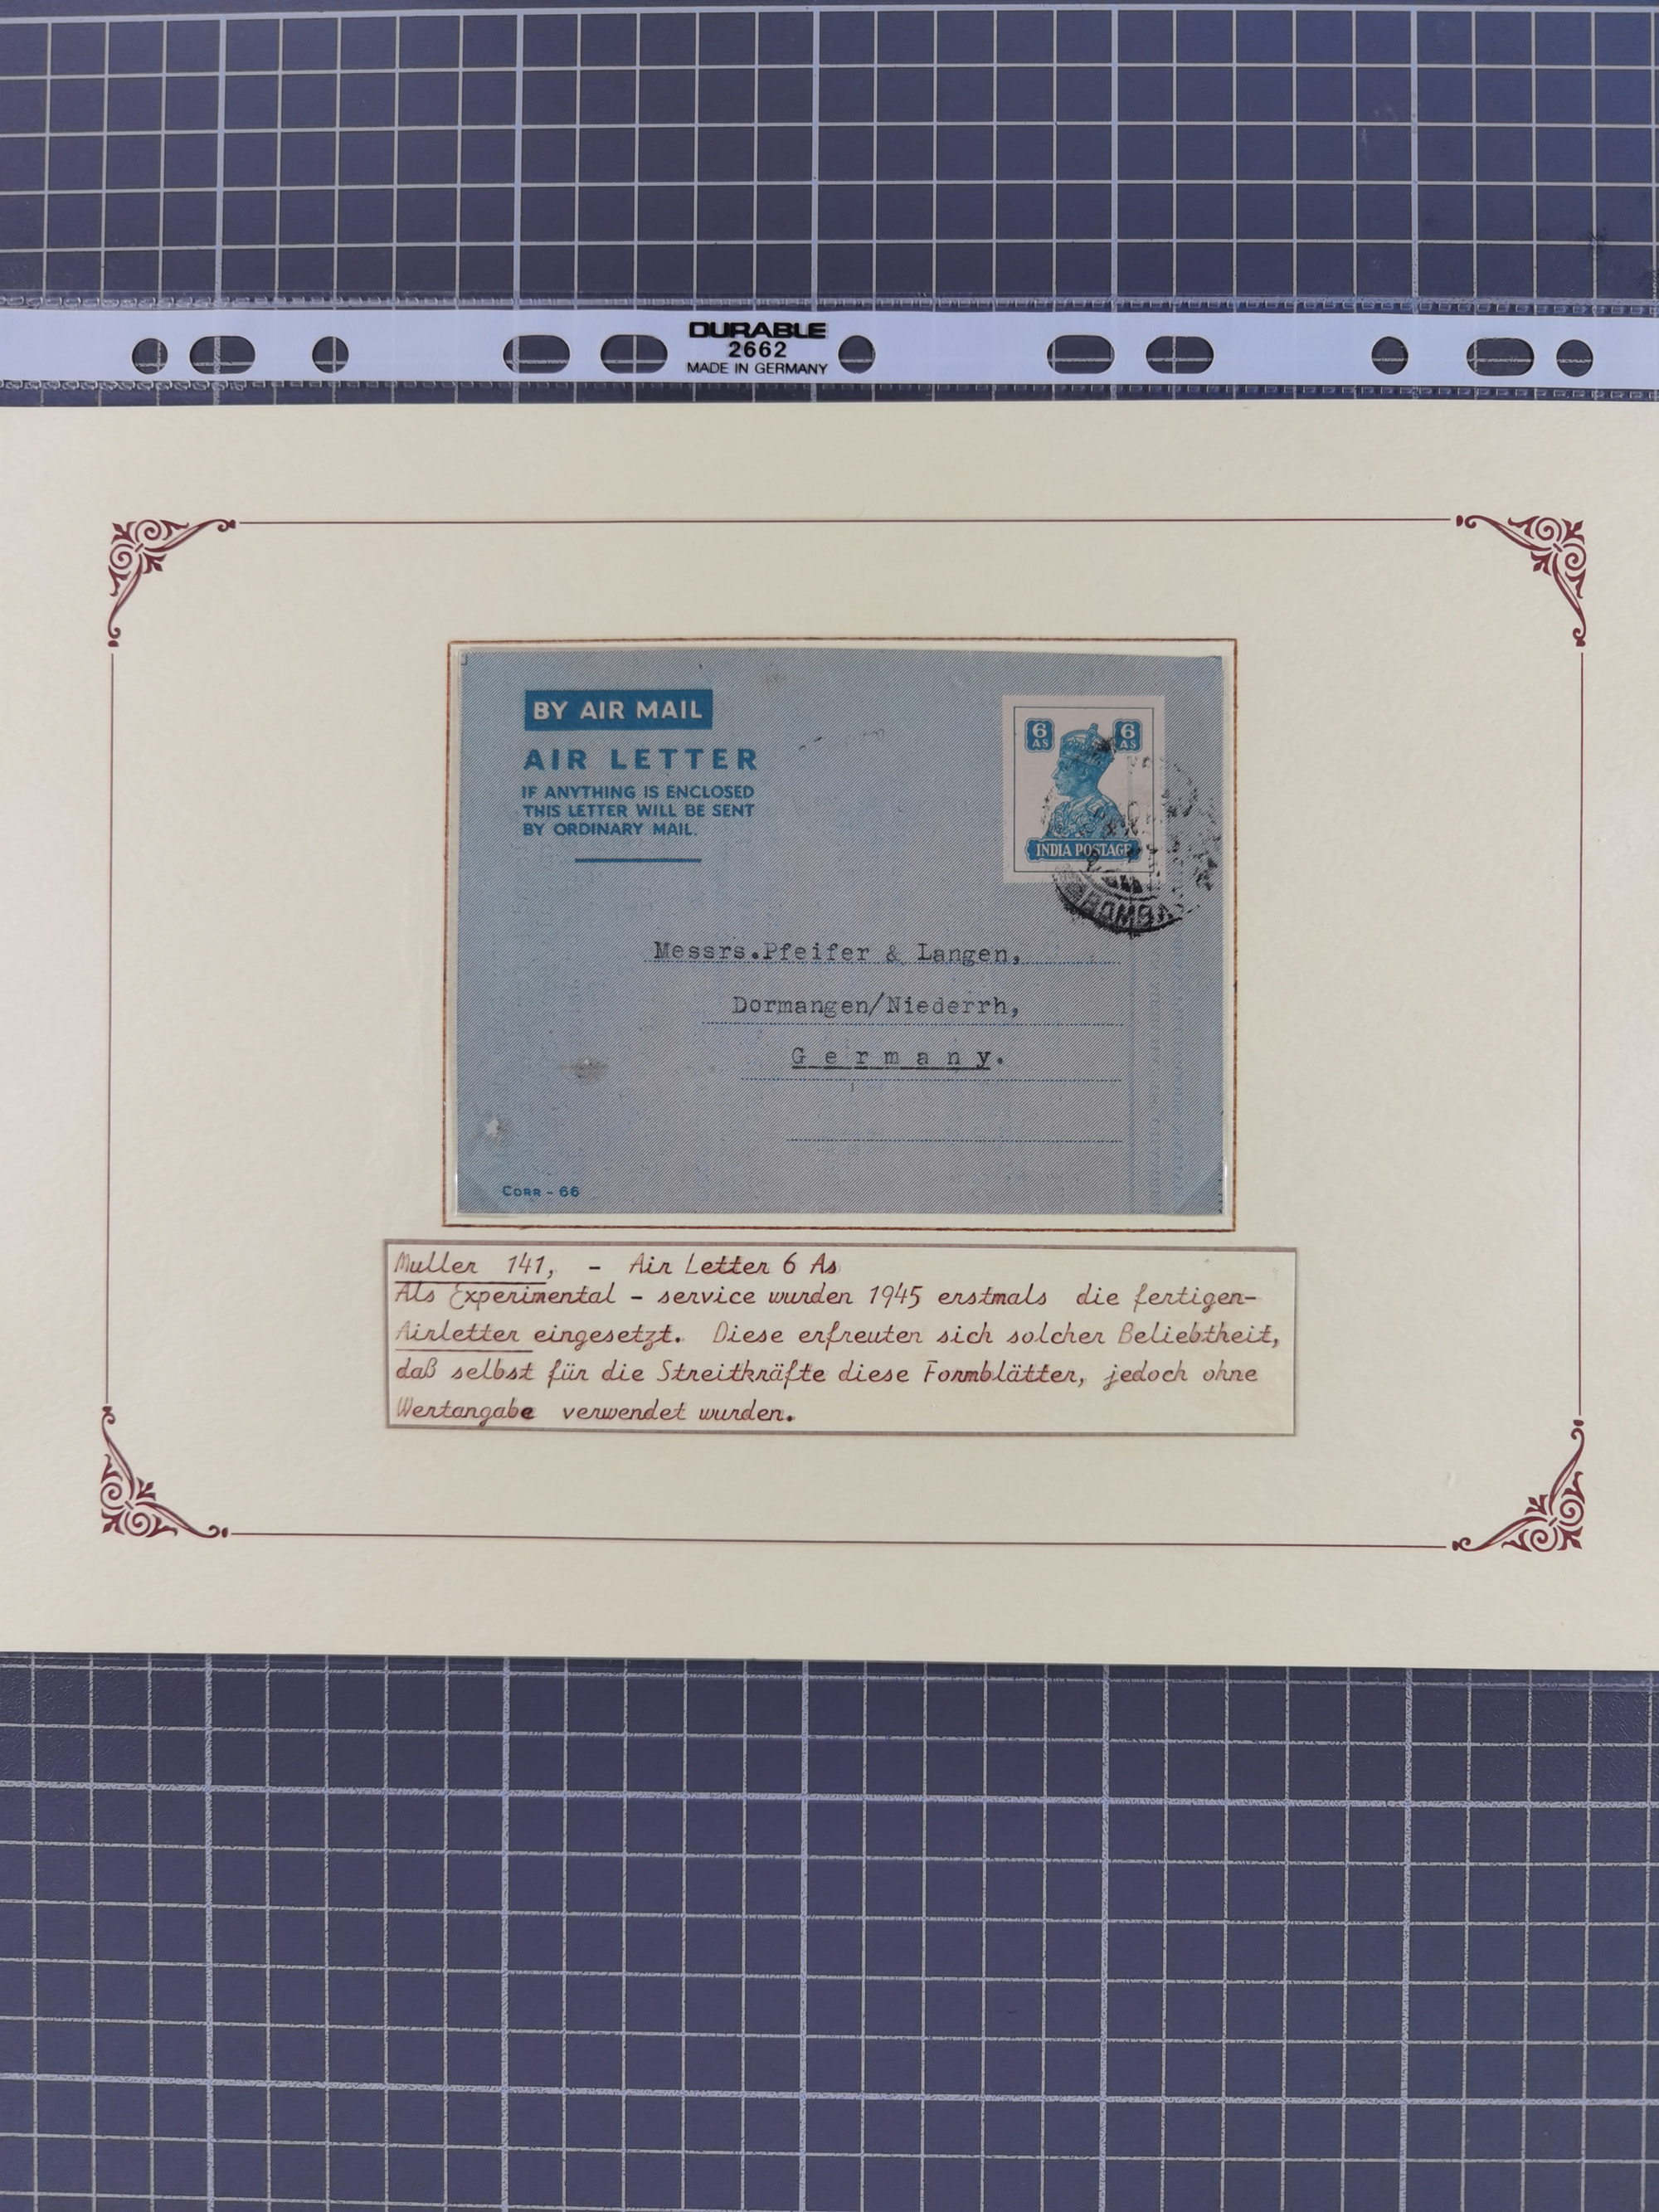 DURABLE
2662
MADE IN GERMANY
BY AIR MAIL
AIR LETTER
IF ANYTHING IS ENCLOSED
THIS LETTER WILL BE SENT
BY ORDINARY MAIL.
6 AS 6 AS
INDIA POSTAGE
Messrs.Pfeifer & Langen,
Dormangen/Niederrh,
Germany.
CORR - 66
Muller 141, - Air Letter 6 As
Als Experimental - service wurden 1945 erstmals die fertigen-
Airletter eingesetzt. Diese erfreuten sich solcher Beliebtheit,
daß selbst für die Streitkräfte diese Formblätter, jedoch ohne
Wertangabe verwendet wurden.